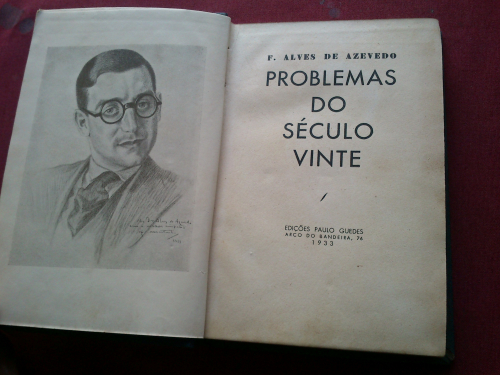 F. ALVES DE AZEVEDO
PROBLEMAS
DO
SÉCULO
VINTE
EDIÇÕES PAULO GUEDES
ARCO DO BANDEIRA, 74
1933